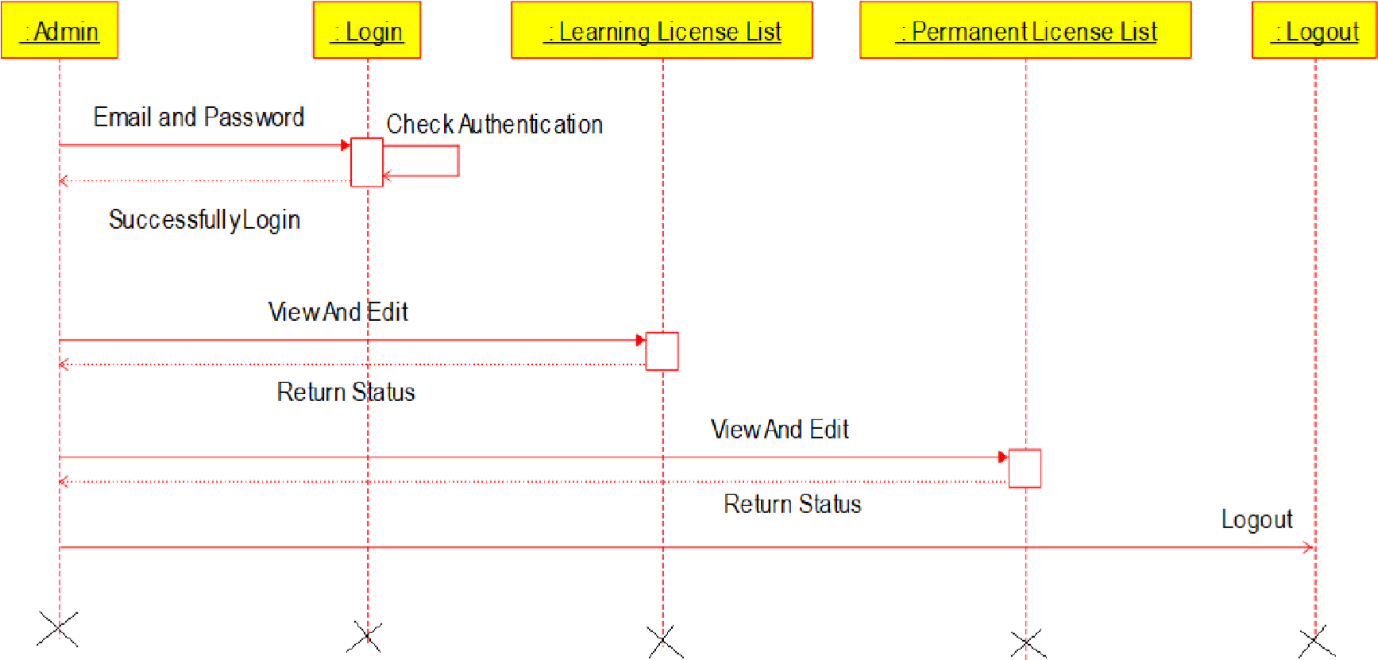 : Admin
: Login
: Learning License List
: Permanent License List
: Logout
Email and Password
Check Authentication
Successfully Login
View And Edit
Return Status
View And Edit
Return Status
Logout